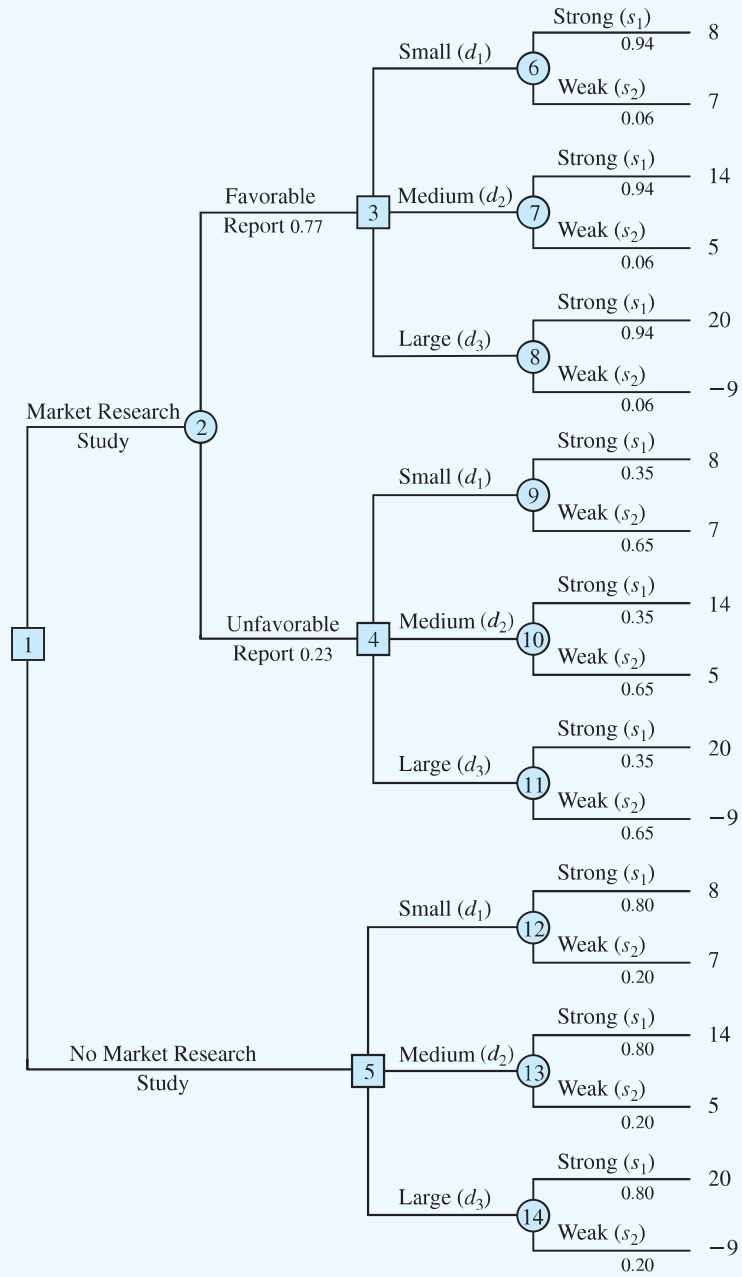 Strong (s₁)
0.94
8
Small (d₁)
6
Weak (s₂)
0.06
7
Strong (s₁)
0.94
14
Favorable
Report 0.77
3
Medium (d₂)
7
Weak (s₂)
0.06
5
Strong (s₁)
0.94
20
Large (d₃)
8
Weak (s₂)
0.06
−9
Market Research
Study
2
Strong (s₁)
0.35
8
Small (d₁)
9
Weak (s₂)
0.65
7
Strong (s₁)
0.35
14
1
Unfavorable
Report 0.23
4
Medium (d₂)
10
Weak (s₂)
0.65
5
Strong (s₁)
0.35
20
Large (d₃)
11
Weak (s₂)
0.65
−9
Strong (s₁)
0.80
8
Small (d₁)
12
Weak (s₂)
0.20
7
Strong (s₁)
0.80
14
No Market Research
Study
5
Medium (d₂)
13
Weak (s₂)
0.20
5
Strong (s₁)
0.80
20
Large (d₃)
14
Weak (s₂)
0.20
−9